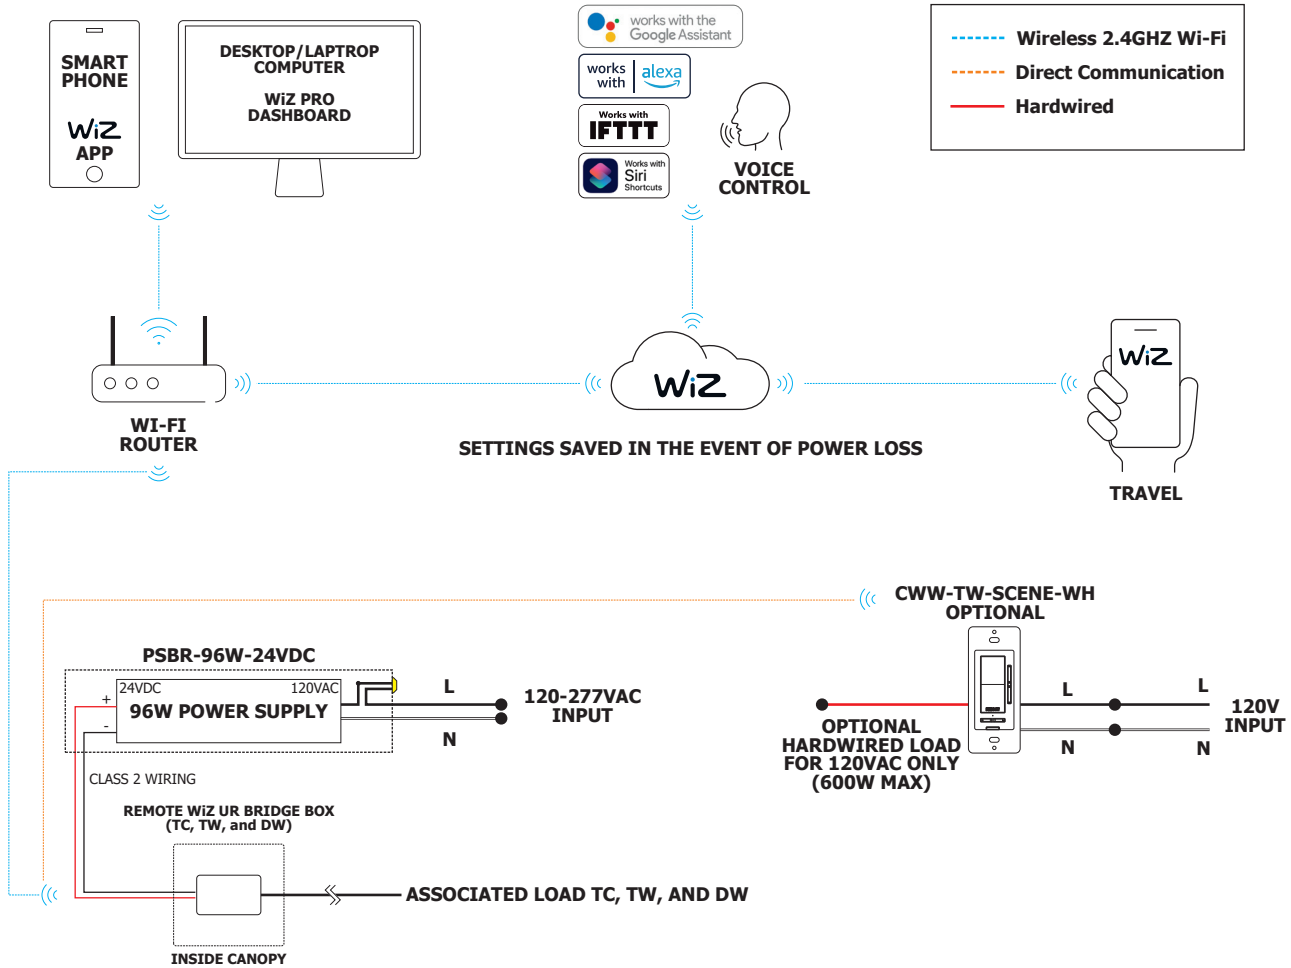 SMART
PHONE
WiZ
APP
DESKTOP/LAPTROP
COMPUTER
WiZ PRO
DASHBOARD
works with the
Google Assistant
works
with
alexa
Works with
IFTTT
Works with
Siri
Shortcuts
VOICE
CONTROL
Wireless 2.4GHZ Wi-Fi
Direct Communication
Hardwired
WI-FI
ROUTER
WiZ
SETTINGS SAVED IN THE EVENT OF POWER LOSS
WiZ
TRAVEL
CWW-TW-SCENE-WH
OPTIONAL
PSBR-96W-24VDC
24VDC
120VAC
96W POWER SUPPLY
+
-
L
N
120-277VAC
INPUT
OPTIONAL
HARDWIRED LOAD
FOR 120VAC ONLY
(600W MAX)
L
N
L
N
120V
INPUT
CLASS 2 WIRING
REMOTE WiZ UR BRIDGE BOX
(TC, TW, and DW)
ASSOCIATED LOAD TC, TW, AND DW
INSIDE CANOPY